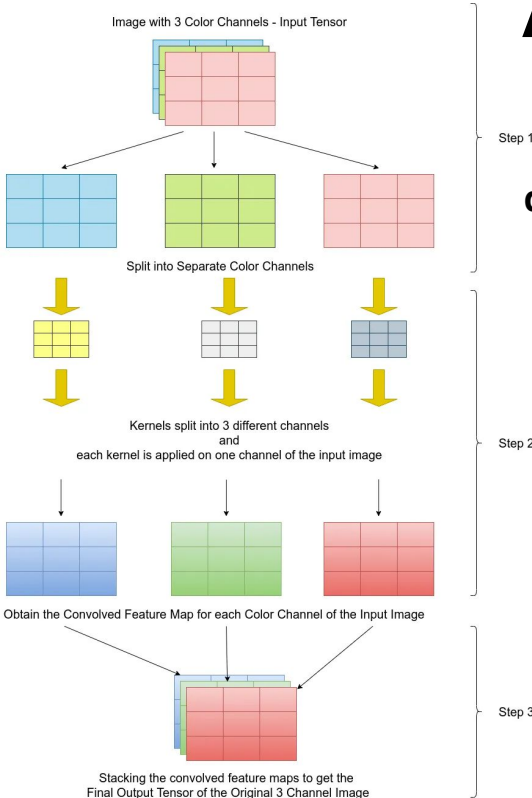 Image with 3 Color Channels - Input Tensor
Step 1
Split into Separate Color Channels
Kernels split into 3 different channels
and
each kernel is applied on one channel of the input image
Step 2
Obtain the Convolved Feature Map for each Color Channel of the Input Image
Step 3
Stacking the convolved feature maps to get the
Final Output Tensor of the Original 3 Channel Image